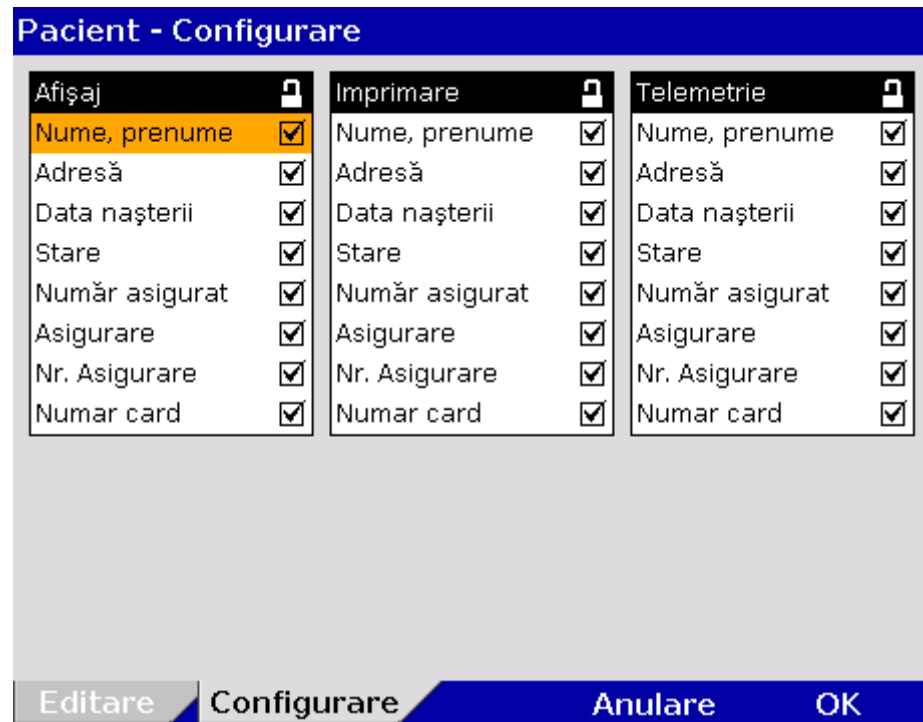 Pacient - Configurare
Afişaj
Nume, prenume
Adresă
Data naşterii
Stare
Număr asigurat
Asigurare
Nr. Asigurare
Numar card
Imprimare
Nume, prenume
Adresă
Data naşterii
Stare
Număr asigurat
Asigurare
Nr. Asigurare
Numar card
Telemetrie
Nume, prenume
Adresă
Data naşterii
Stare
Număr asigurat
Asigurare
Nr. Asigurare
Numar card
Editare Configurare Anulare OK